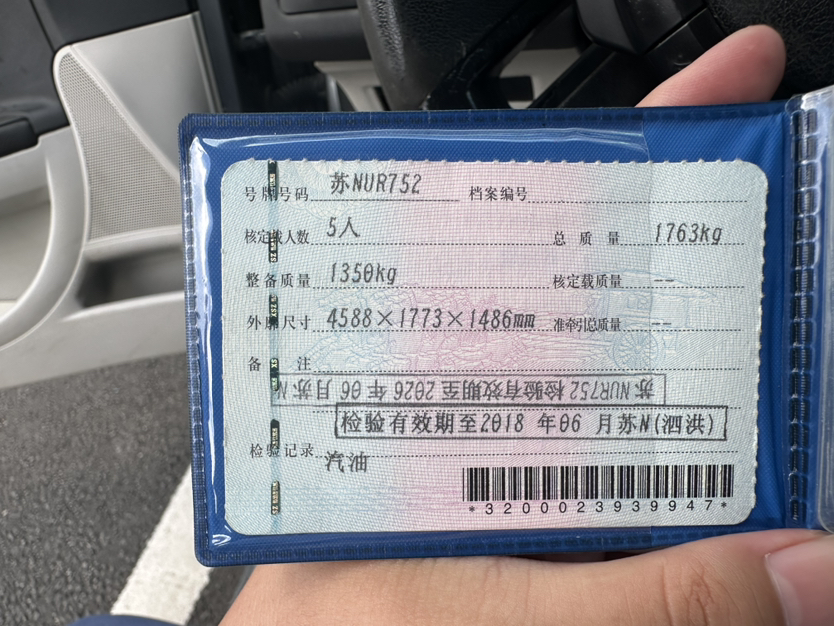 号牌号码 苏NUR752 档案编号
核定载人数 5人 总质量 1763kg
整备质量 1350kg 核定载质量 --
外廓尺寸 4588×1773×1486mm 准牵引总质量 --
备注
苏NUR752 检验有效期至2026 年 06 月苏N
检验有效期至2018 年06 月苏N(泗洪)
检验记录
汽油
*3200023939947*